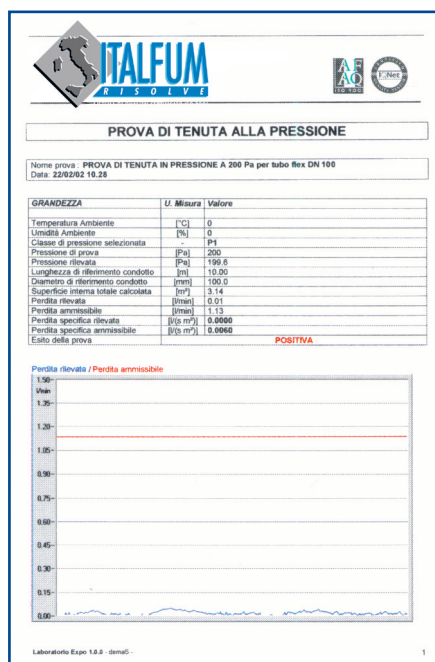 ITALFUM
RISOLVE
AFAQ
ISO 9001
IQNet
PROVA DI TENUTA ALLA PRESSIONE
Nome prova : PROVA DI TENUTA IN PRESSIONE A 200 Pa per tubo flex DN 100
Data: 22/02/02 10.28
GRANDEZZA U. Misura Valore
Temperatura Ambiente [°C] 0
Umidità Ambiente [%] 0
Classe di pressione selezionata - P1
Pressione di prova [Pa] 200
Pressione rilevata [Pa] 199.6
Lunghezza di riferimento condotto [m] 10.00
Diametro di riferimento condotto [mm] 100.0
Superficie interna totale calcolata [m²] 3.14
Perdita rilevata [l/min] 0.01
Perdita ammissibile [l/min] 1.13
Perdita specifica rilevata [l/(s m²)] 0.0000
Perdita specifica ammissibile [l/(s m²)] 0.0060
Esito della prova POSITIVA
Perdita rilevata / Perdita ammissibile
1.50
l/min
1.35
1.20
1.05
0.90
0.75
0.60
0.45
0.30
0.15
0.00
Laboratorio Expo 1.0.0 - dema5 - 1